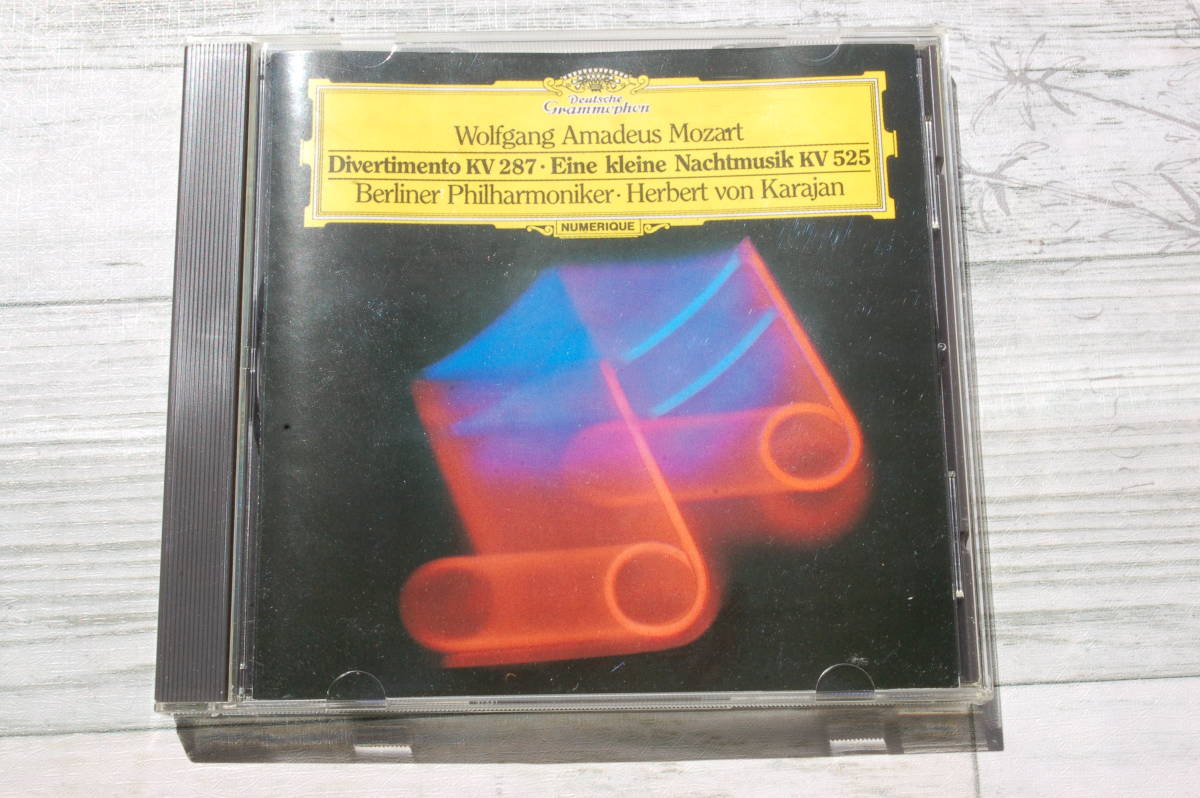 Deutsche
Grammophon
Wolfgang Amadeus Mozart
Divertimento KV 287 · Eine kleine Nachtmusik KV 525
Berliner Philharmoniker · Herbert von Karajan
NUMERIQUE